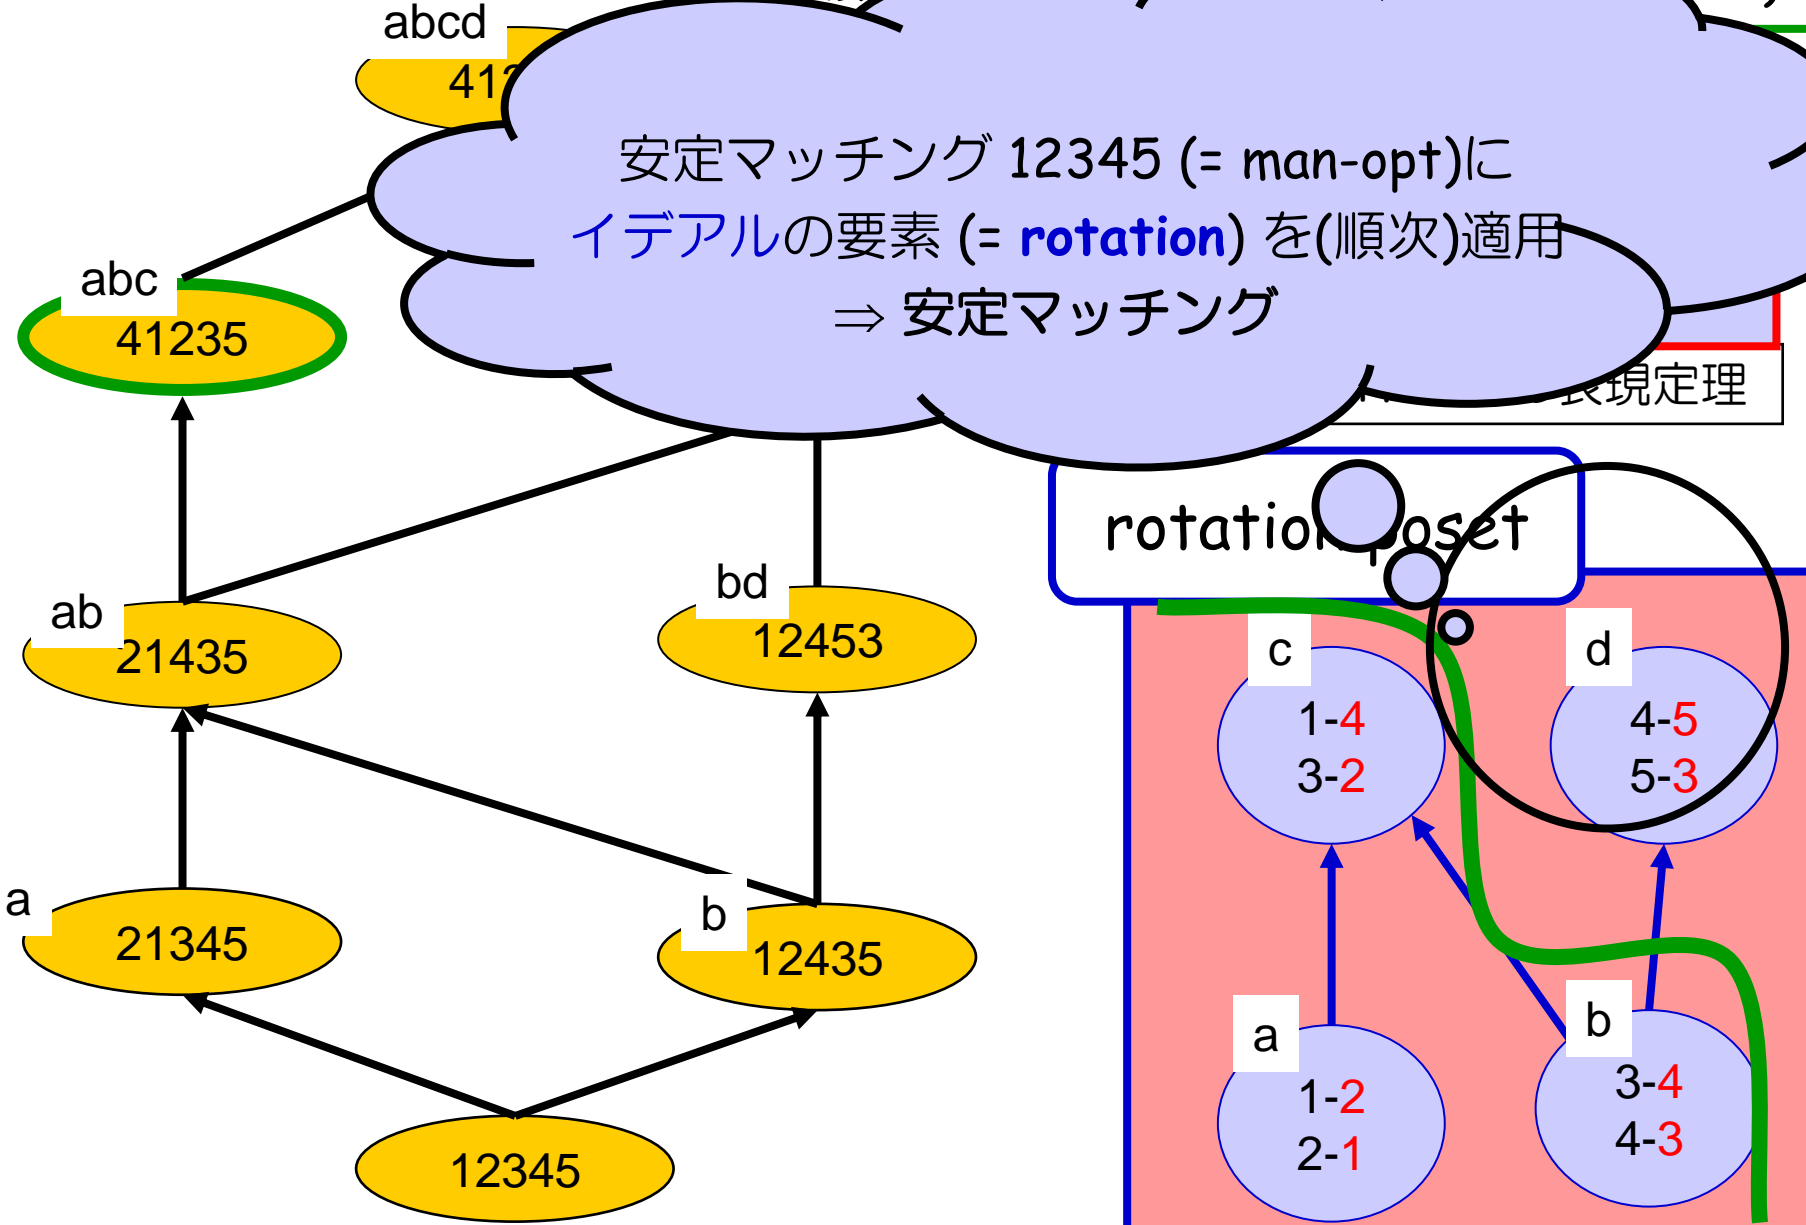 abcd
安定マッチング 12345 (= man-opt)に
イデアルの要素 (= rotation) を(順次)適用
⇒ 安定マッチング
abc
41235
表現定理
rotation poset
ab
21435
bd
12453
c
1-4
3-2
d
4-5
5-3
a
21345
b
12435
a
1-2
2-1
b
3-4
4-3
12345